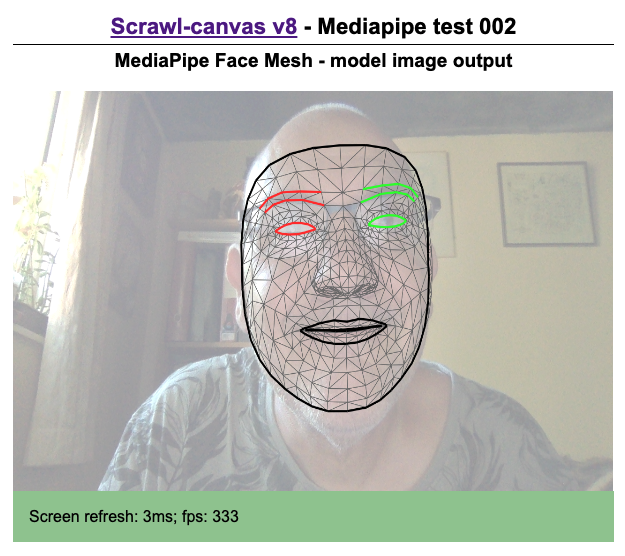 Scrawl-canvas v8 - Mediapipe test 002
MediaPipe Face Mesh - model image output
Screen refresh: 3ms; fps: 333